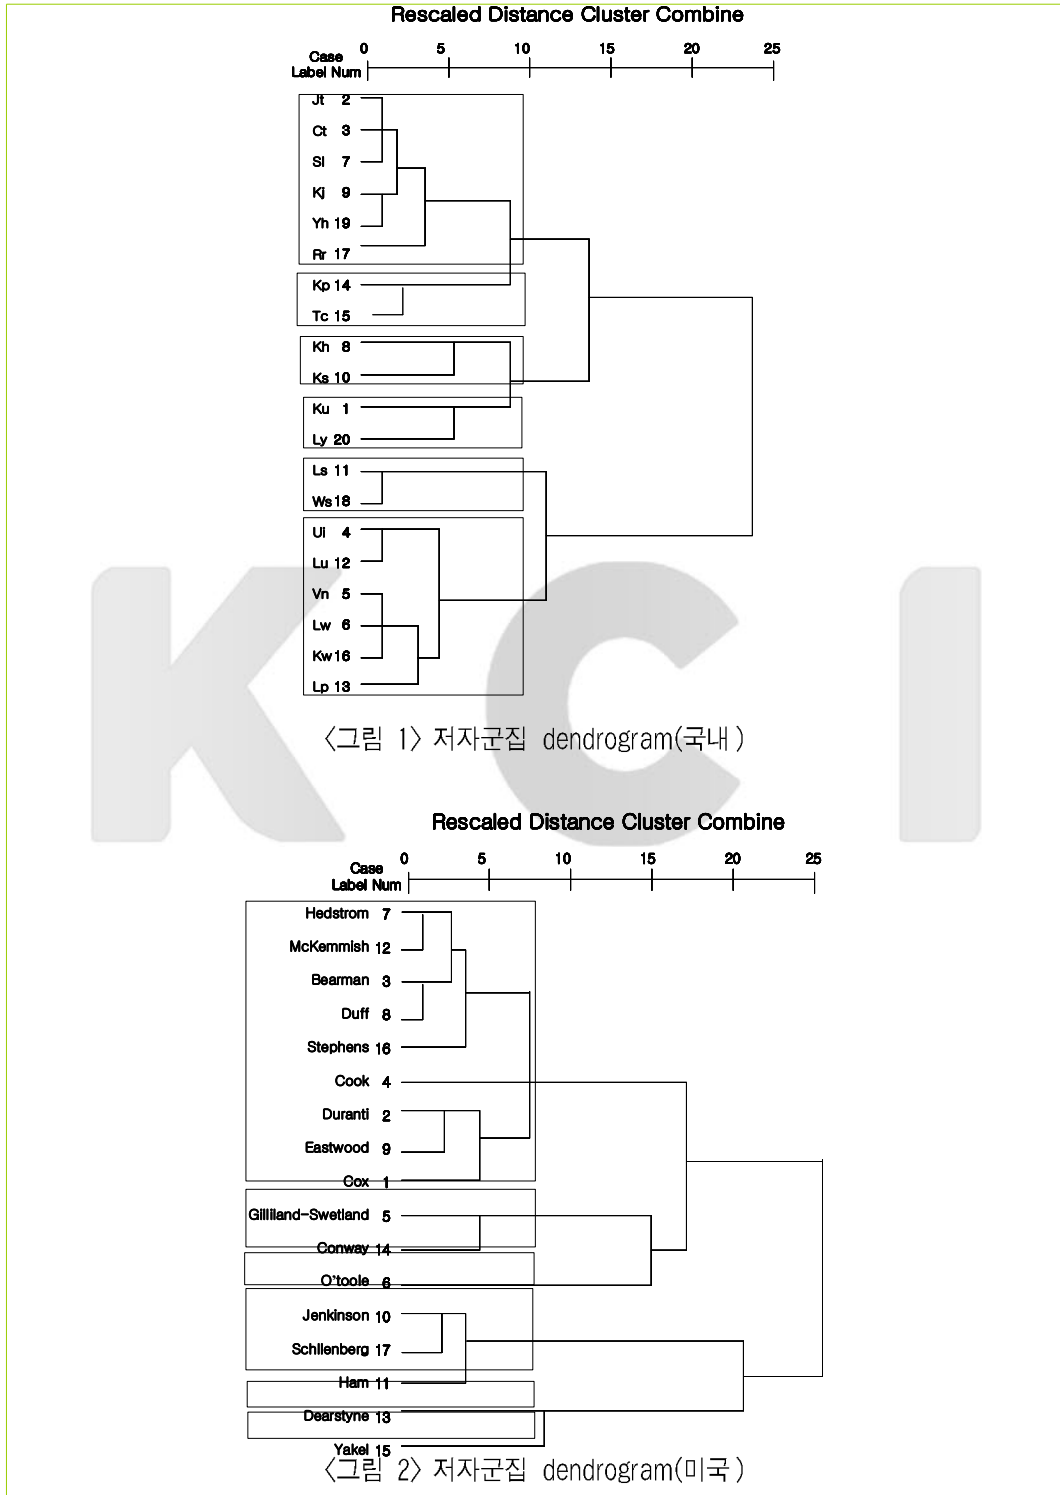 Rescaled Distance Cluster Combine
Case 0 5 10 15 20 25
Label Num
Jt 2
Ct 3
Sl 7
Kj 9
Yh 19
Rr 17
Kp 14
Tc 15
Kh 8
Ks 10
Ku 1
Ly 20
Ls 11
Ws 18
Ui 4
Lu 12
Vn 5
Lw 6
Kw 16
Lp 13
<그림 1> 저자군집 dendrogram(국내)
KCI
Rescaled Distance Cluster Combine
Case 0 5 10 15 20 25
Label Num
Hedstrom 7
McKemmish 12
Bearman 3
Duff 8
Stephens 16
Cook 4
Duranti 2
Eastwood 9
Cox 1
Gilliland-Swetland 5
Conway 14
O'toole 6
Jenkinson 10
Schllenberg 17
Ham 11
Dearstyne 13
Yakel 15
<그림 2> 저자군집 dendrogram(미국)